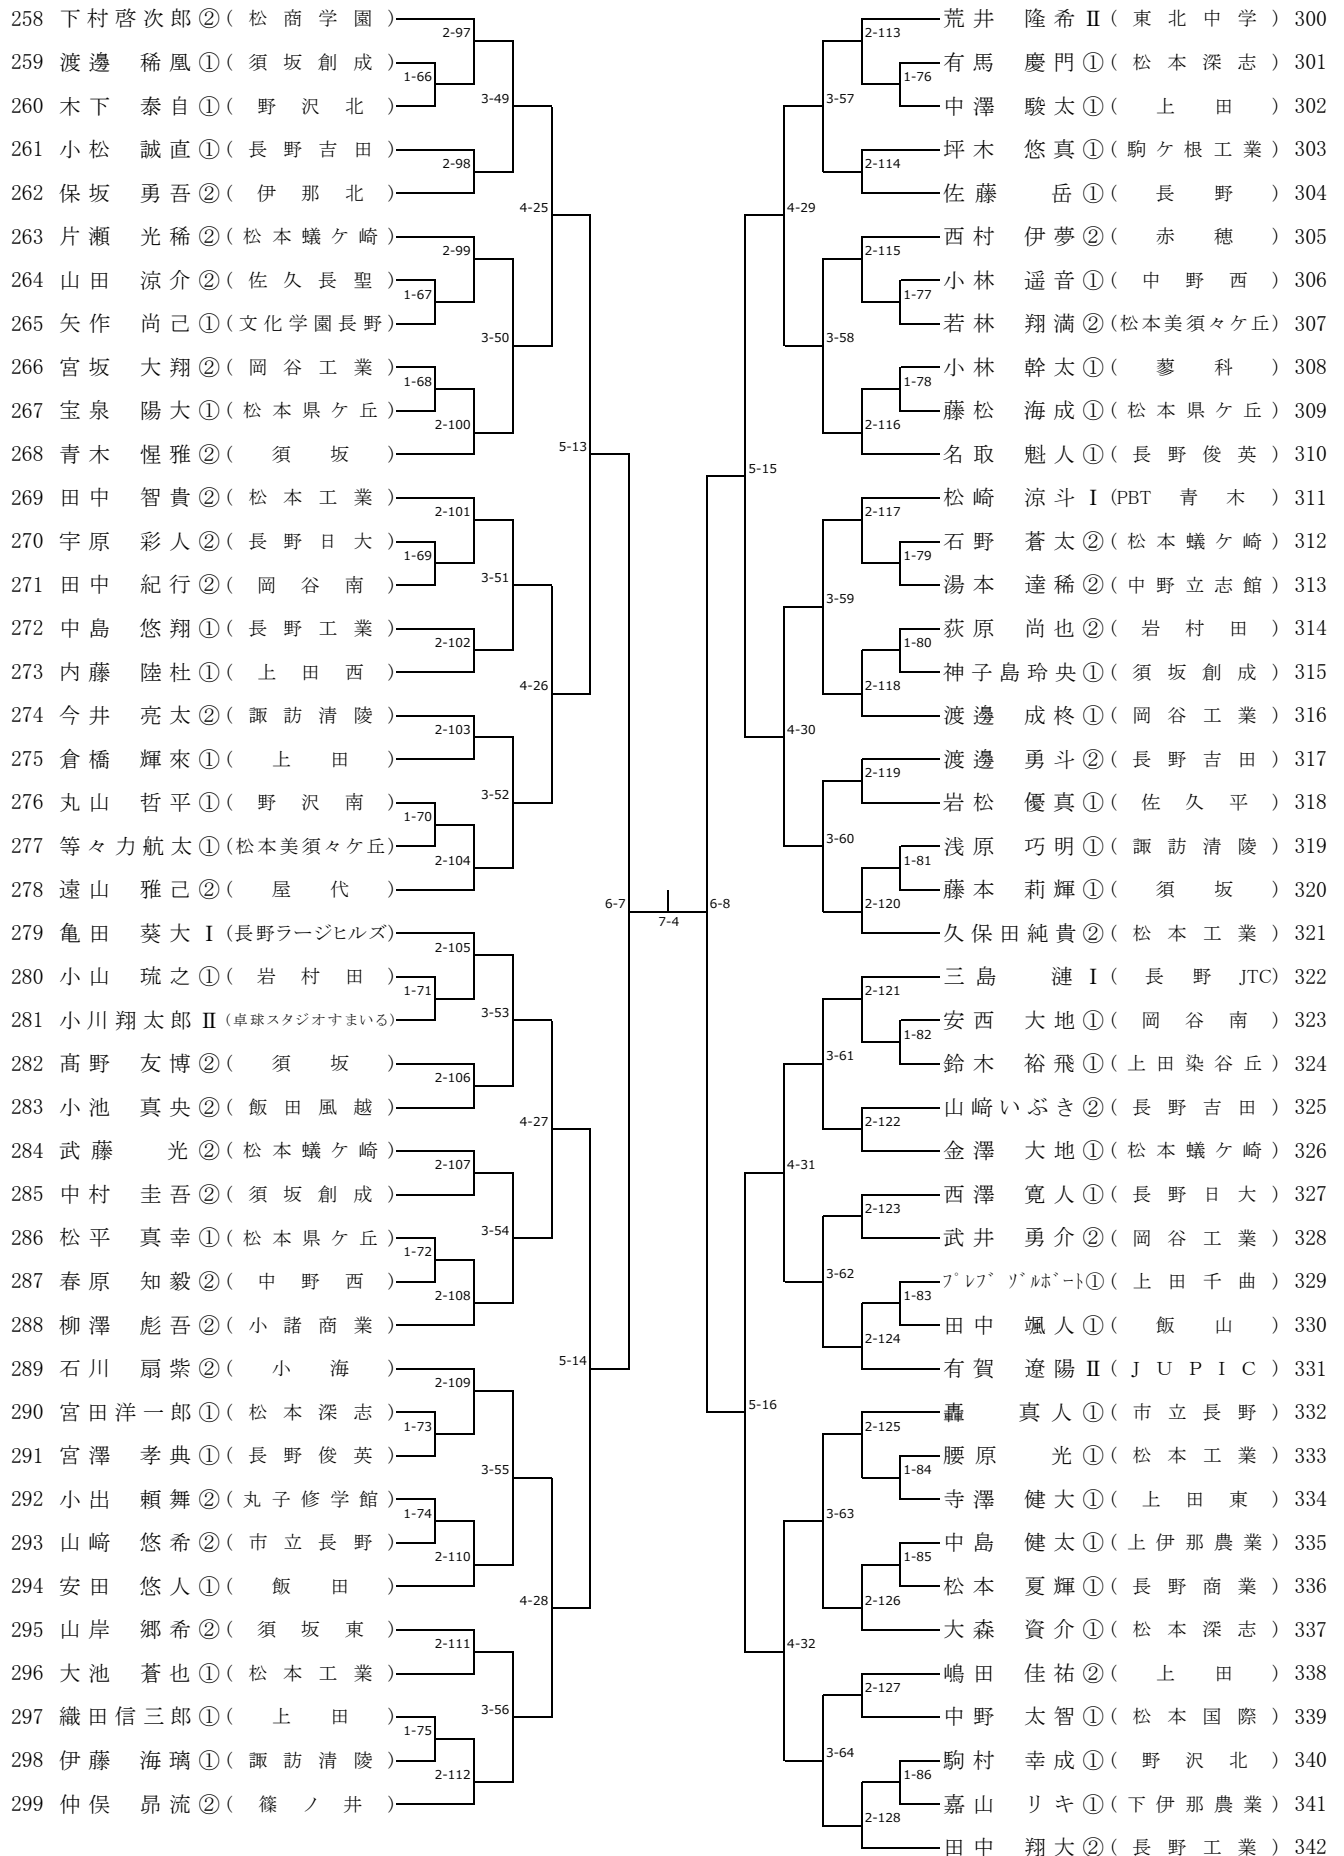 258 下村啓次郎②(松商学園)
259 渡邊 稀凰①(須坂創成)
260 木下 泰自①(野沢北)
261 小松 誠直①(長野吉田)
262 保坂 勇吾②(伊那北)
263 片瀬 光稀②(松本蟻ケ崎)
264 山田 涼介②(佐久長聖)
265 矢作 尚己①(文化学園長野)
266 宮坂 大翔②(岡谷工業)
267 宝泉 陽大①(松本県ケ丘)
268 青木 惺雅②(須坂)
269 田中 智貴②(松本工業)
270 宇原 彩人②(長野日大)
271 田中 紀行②(岡谷南)
272 中島 悠翔①(長野工業)
273 内藤 陸杜①(上田西)
274 今井 亮太②(諏訪清陵)
275 倉橋 輝來①(上田)
276 丸山 哲平①(野沢南)
277 等々力航太①(松本美須々ケ丘)
278 遠山 雅己②(屋代)
279 亀田 葵大Ⅰ(長野ラージヒルズ)
280 小山 琉之①(岩村田)
281 小川翔太郎Ⅱ(卓球スタジオすまいる)
282 髙野 友博②(須坂)
283 小池 真央②(飯田風越)
284 武藤 光②(松本蟻ケ崎)
285 中村 圭吾②(須坂創成)
286 松平 真幸①(松本県ケ丘)
287 春原 知毅②(中野西)
288 柳澤 彪吾②(小諸商業)
289 石川 扇紫②(小海)
290 宮田洋一郎①(松本深志)
291 宮澤 孝典①(長野俊英)
292 小出 頼舞②(丸子修学館)
293 山﨑 悠希②(市立長野)
294 安田 悠人①(飯田)
295 山岸 郷希②(須坂東)
296 大池 蒼也①(松本工業)
297 織田信三郎①(上田)
298 伊藤 海璃①(諏訪清陵)
299 仲俣 昴流②(篠ノ井)
2-97
1-66
3-49
2-98
4-25
2-99
1-67
3-50
1-68
2-100
5-13
2-101
1-69
3-51
2-102
4-26
2-103
3-52
1-70
2-104
6-7
2-105
1-71
3-53
2-106
4-27
2-107
3-54
1-72
2-108
5-14
2-109
1-73
3-55
1-74
2-110
4-28
2-111
3-56
1-75
2-112
7-4
6-8
2-113
1-76
3-57
2-114
4-29
2-115
1-77
3-58
1-78
2-116
5-15
2-117
1-79
3-59
1-80
2-118
4-30
2-119
3-60
1-81
2-120
2-121
1-82
3-61
2-122
4-31
2-123
3-62
1-83
2-124
5-16
2-125
1-84
3-63
1-85
2-126
4-32
2-127
3-64
1-86
2-128
荒井 隆希Ⅱ(東北中学) 300
有馬 慶門①(松本深志) 301
中澤 駿太①(上田) 302
坪木 悠真①(駒ケ根工業) 303
佐藤 岳①(長野) 304
西村 伊夢②(赤穂) 305
小林 遥音①(中野西) 306
若林 翔満②(松本美須々ケ丘) 307
小林 幹太①(蓼科) 308
藤松 海成①(松本県ケ丘) 309
名取 魁人①(長野俊英) 310
松崎 涼斗Ⅰ(PBT 青木) 311
石野 蒼太②(松本蟻ケ崎) 312
湯本 達稀②(中野立志館) 313
荻原 尚也②(岩村田) 314
神子島玲央①(須坂創成) 315
渡邊 成柊①(岡谷工業) 316
渡邊 勇斗②(長野吉田) 317
岩松 優真①(佐久平) 318
浅原 巧明①(諏訪清陵) 319
藤本 莉輝①(須坂) 320
久保田純貴②(松本工業) 321
三島 漣Ⅰ(長野 JTC) 322
安西 大地①(岡谷南) 323
鈴木 裕飛①(上田染谷丘) 324
山﨑いぶき②(長野吉田) 325
金澤 大地①(松本蟻ケ崎) 326
西澤 寛人①(長野日大) 327
武井 勇介②(岡谷工業) 328
ﾌﾟﾚﾌﾞ ｿﾞﾙﾎﾞｰﾄ①(上田千曲) 329
田中 颯人①(飯山) 330
有賀 遼陽Ⅱ(JUPIC) 331
轟 真人①(市立長野) 332
腰原 光①(松本工業) 333
寺澤 健大①(上田東) 334
中島 健太①(上伊那農業) 335
松本 夏輝①(長野商業) 336
大森 資介①(松本深志) 337
嶋田 佳祐②(上田) 338
中野 太智①(松本国際) 339
駒村 幸成①(野沢北) 340
嘉山 リキ①(下伊那農業) 341
田中 翔大②(長野工業) 342